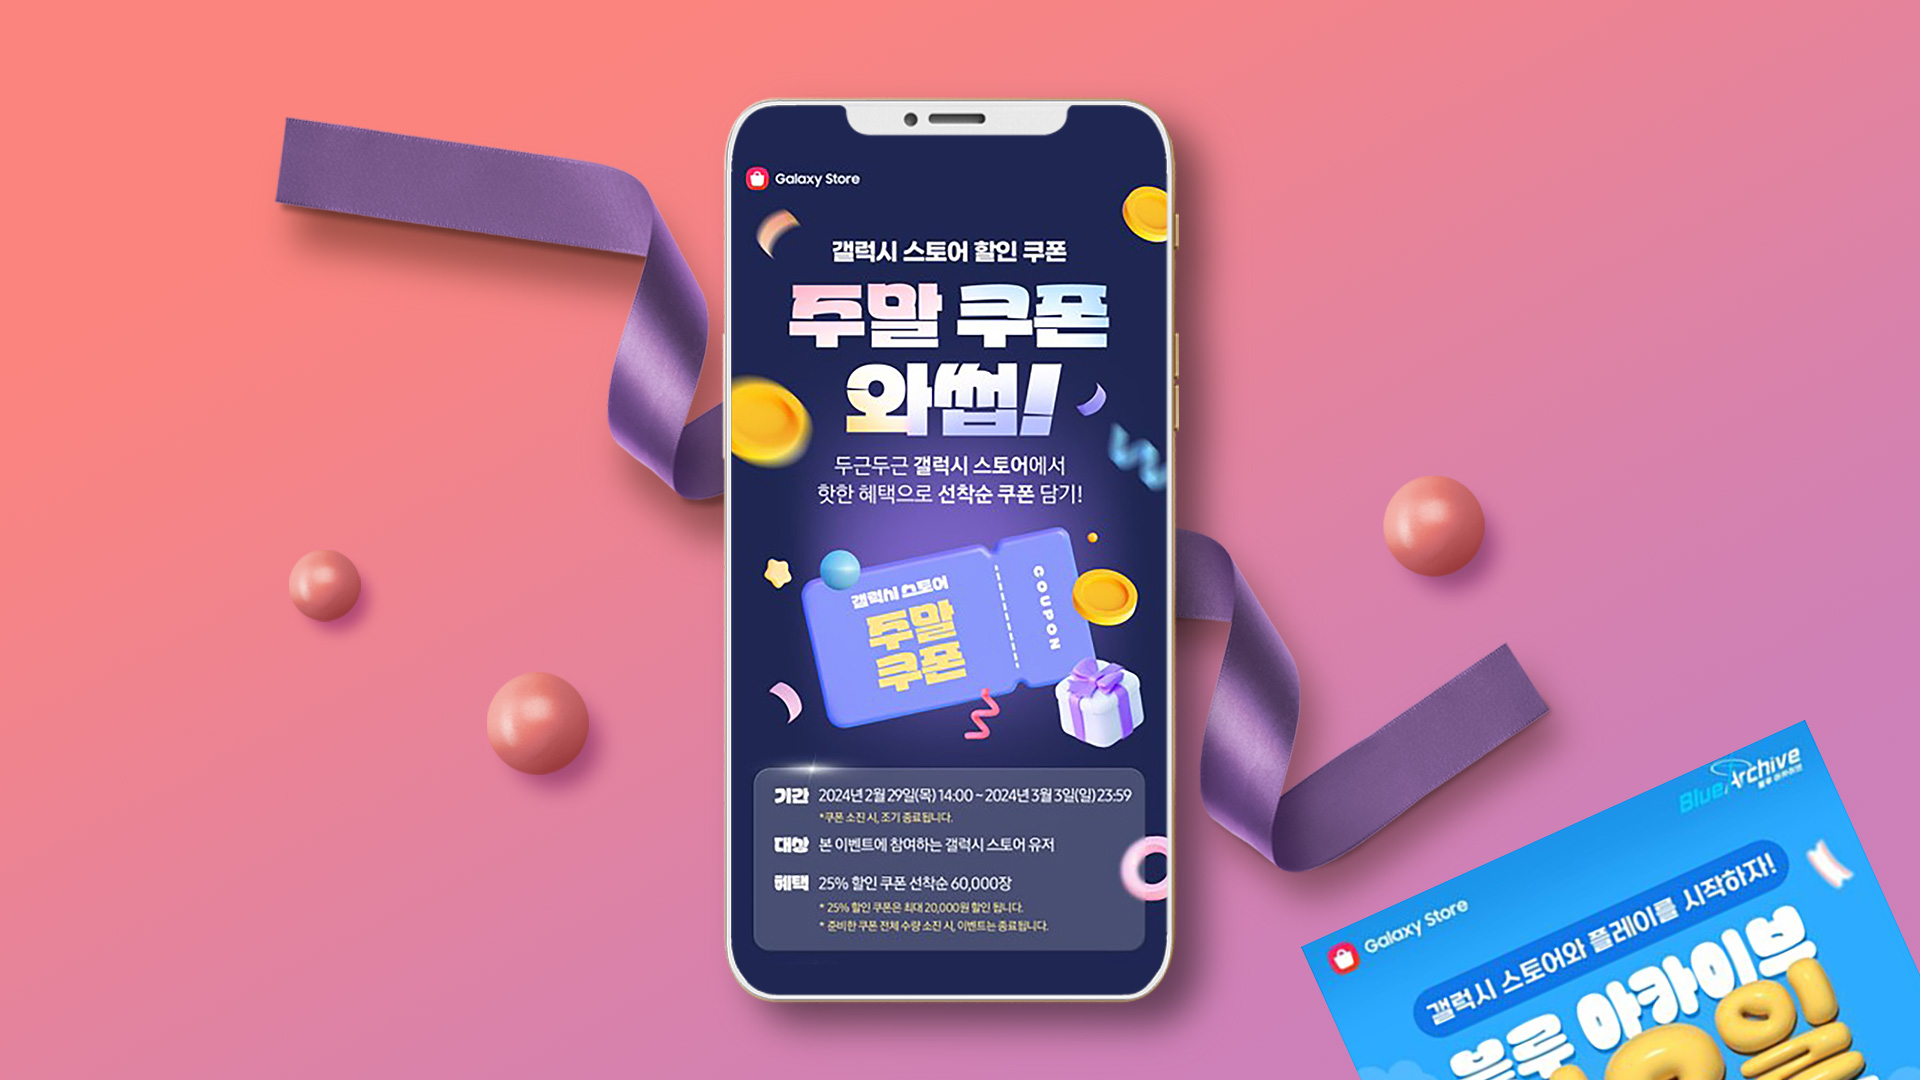 Galaxy Store
갤럭시 스토어 할인 쿠폰
주말 쿠폰
와썹!
두근두근 갤럭시 스토어에서
핫한 혜택으로 선착순 쿠폰 담기!
갤럭시 스토어
주말
쿠폰
COUPON
기간 2024년 2월 29일(목) 14:00 ~ 2024년 3월 3일(일) 23:59
*쿠폰 소진 시, 조기 종료됩니다.
대상 본 이벤트에 참여하는 갤럭시 스토어 유저
혜택 25% 할인 쿠폰 선착순 60,000장
* 25% 할인 쿠폰은 최대 20,000원 할인 됩니다.
* 준비한 쿠폰 전체 수량 소진 시, 이벤트는 종료됩니다.
Blue Archive
블루 아카이브
Galaxy Store
갤럭시 스토어와 플레이를 시작하자!
블루 아카이브